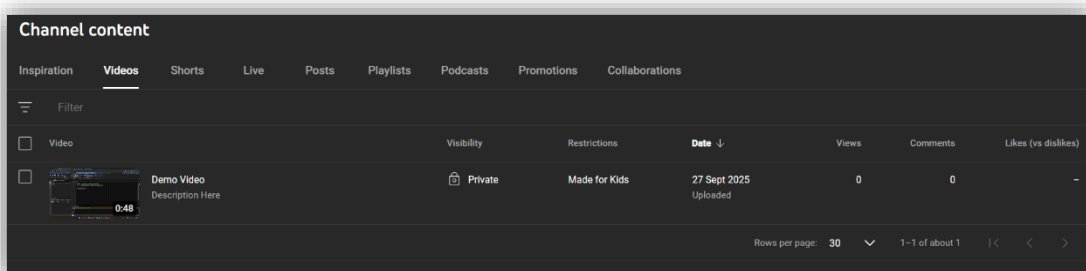 Channel content
Inspiration Videos Shorts Live Posts Playlists Podcasts Promotions Collaborations
Filter
Video Visibility Restrictions Date ↓ Views Comments Likes (vs dislikes)
Demo Video Private Made for Kids 27 Sept 2025 0 0 –
Description Here Uploaded
0:48
Rows per page: 30 1–1 of about 1